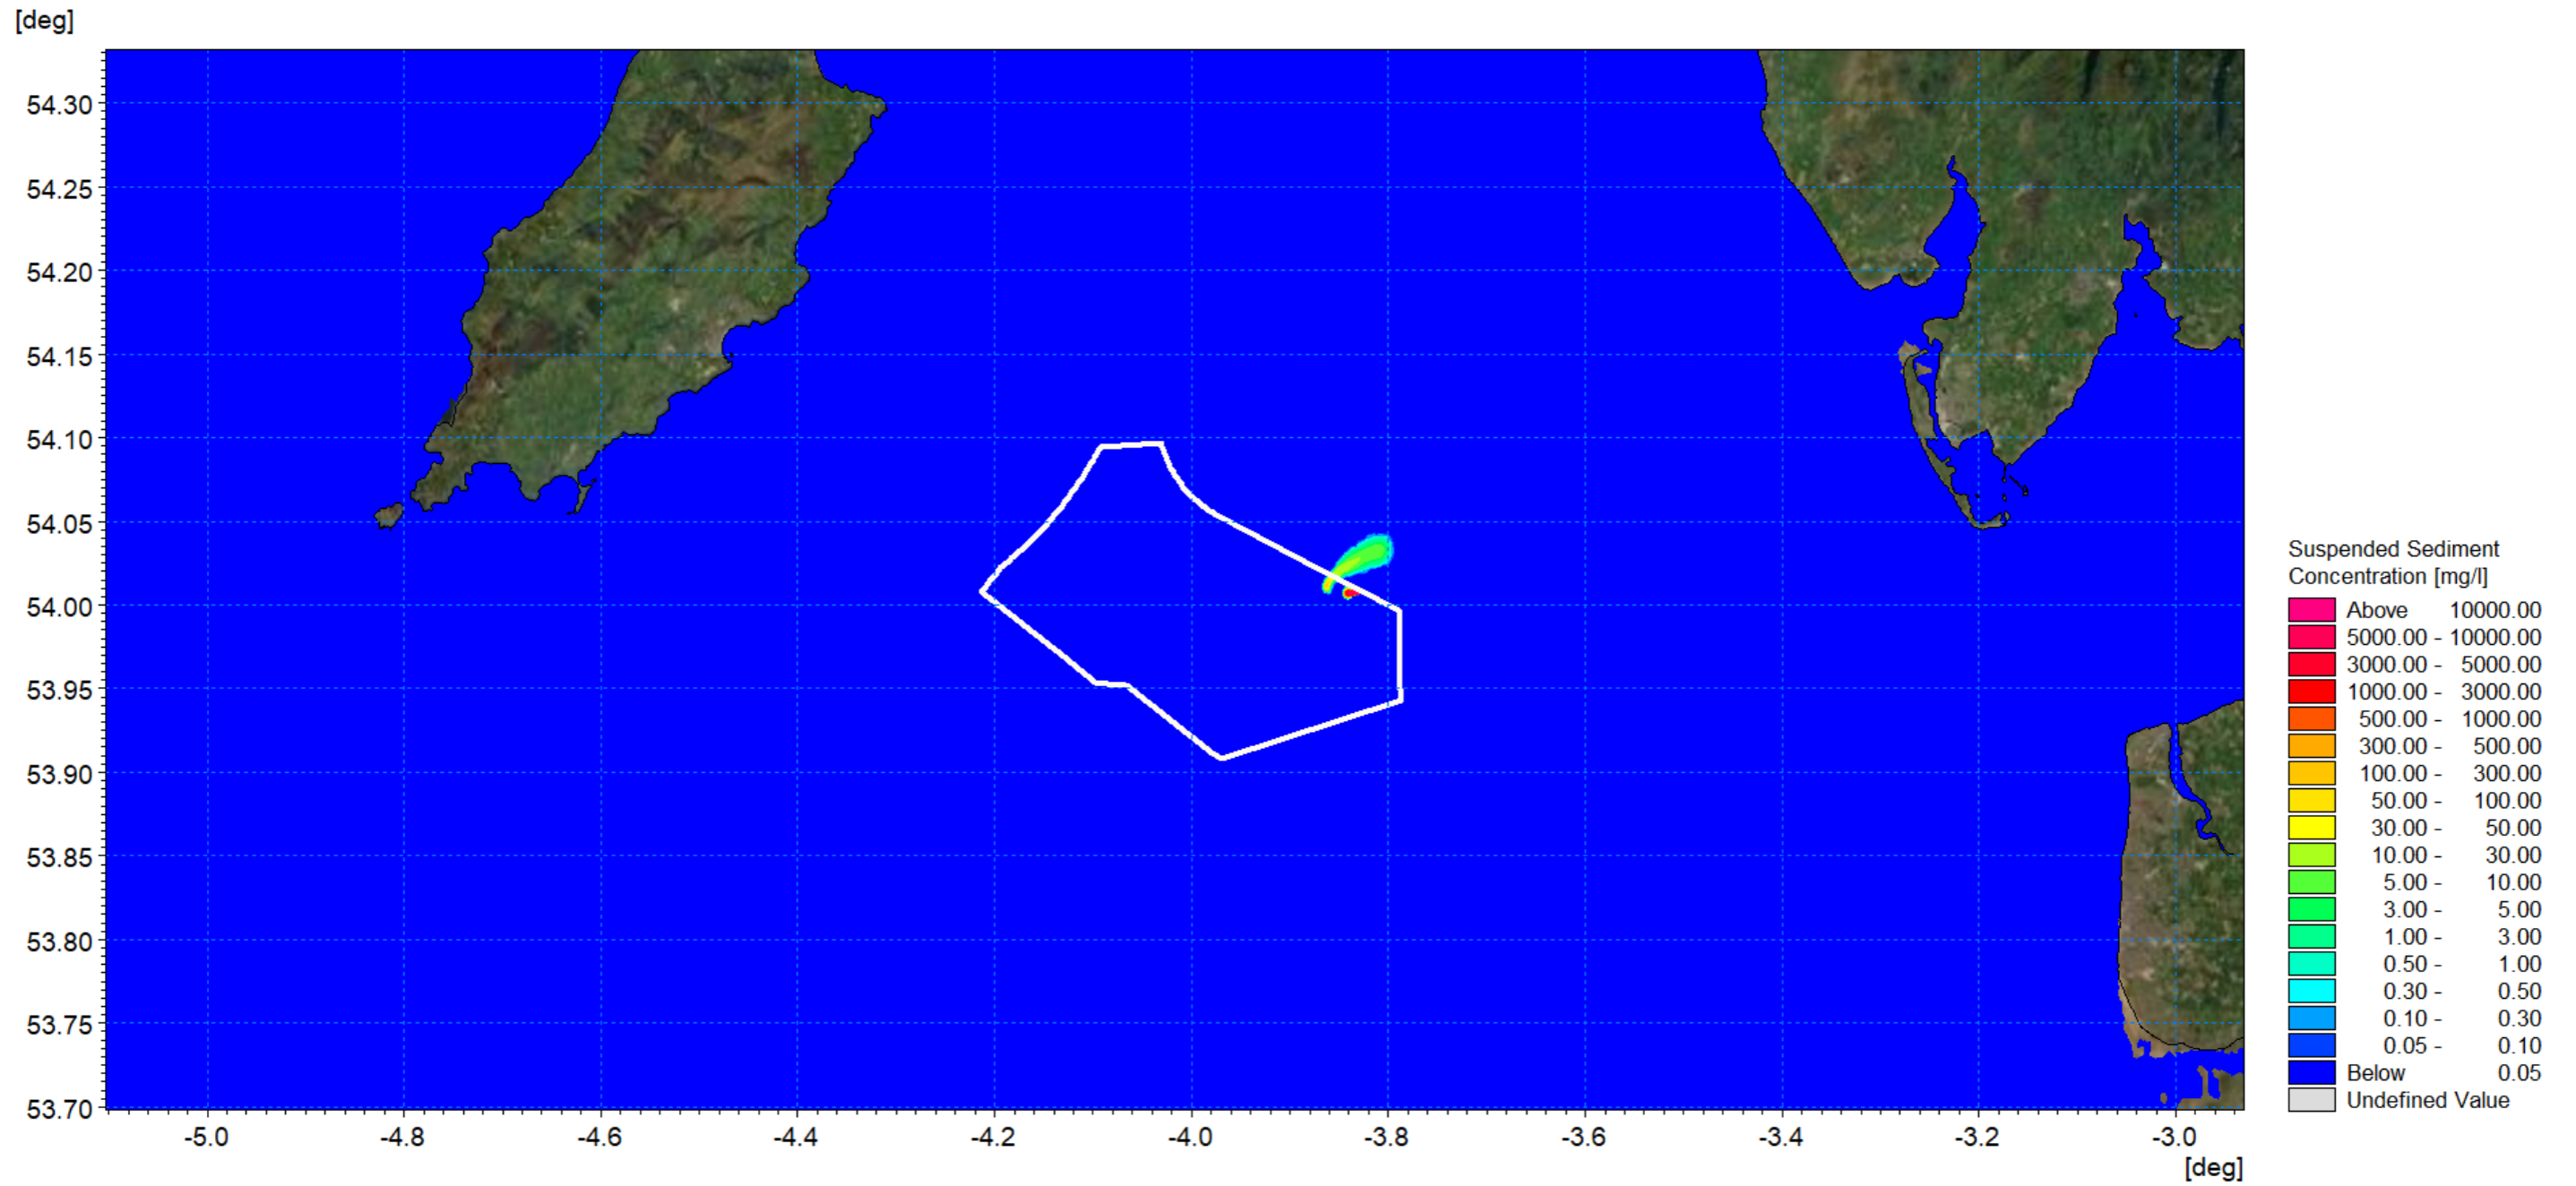 [deg]
54.30
54.25
54.20
54.15
54.10
54.05
54.00
53.95
53.90
53.85
53.80
53.75
53.70
-5.0 -4.8 -4.6 -4.4 -4.2 -4.0 -3.8 -3.6 -3.4 -3.2 -3.0
[deg]
Suspended Sediment
Concentration [mg/l]
Above 10000.00
5000.00 - 10000.00
3000.00 - 5000.00
1000.00 - 3000.00
500.00 - 1000.00
300.00 - 500.00
100.00 - 300.00
50.00 - 100.00
30.00 - 50.00
10.00 - 30.00
5.00 - 10.00
3.00 - 5.00
1.00 - 3.00
0.50 - 1.00
0.30 - 0.50
0.10 - 0.30
0.05 - 0.10
Below 0.05
Undefined Value